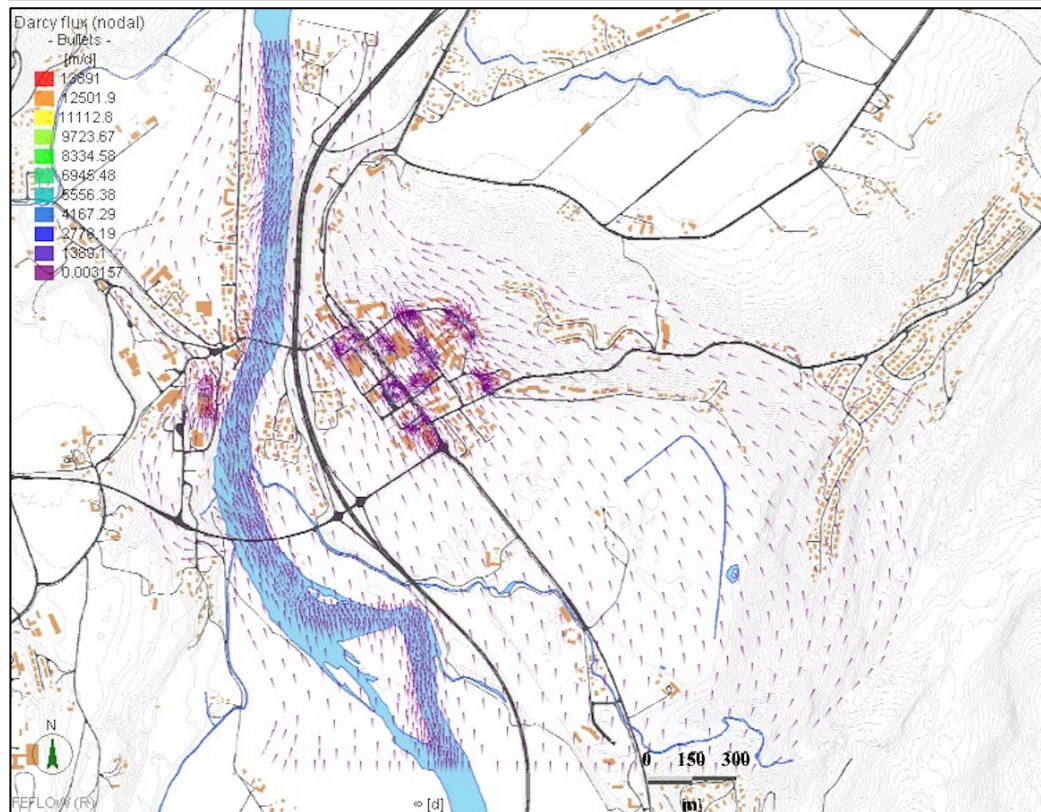 Darcy flux (nodal)
- Bullets -
[m/d]
13891
12501.9
11112.8
9723.67
8334.58
6945.48
5556.38
4167.29
2778.19
1389.1
0.003157
N
0 150 300
[m]
FEFLOW (R)
∞ [d]